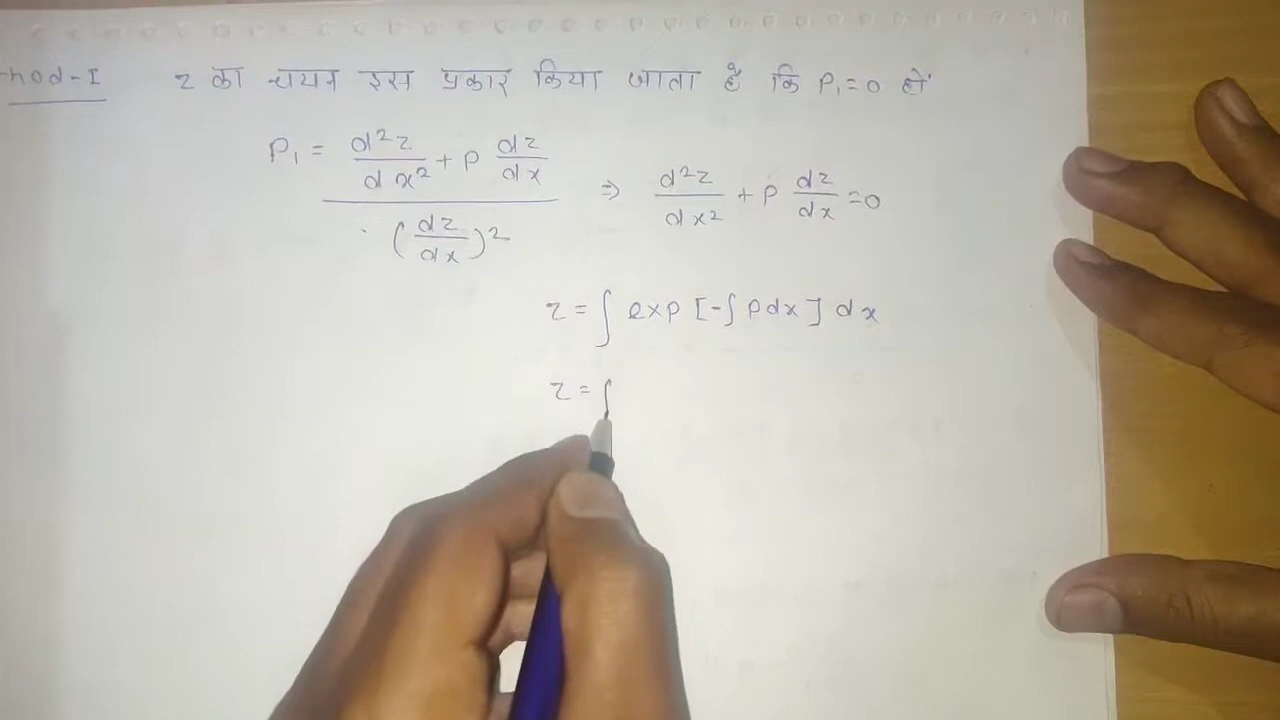 hod-I z का चयन इस प्रकार किया जाता है कि P₁=0 हो
P₁ = (d²z/dx² + P dz/dx) / (dz/dx)² ⇒ d²z/dx² + P dz/dx = 0
z = ∫ exp [-∫ Pdx] dx
z = ∫